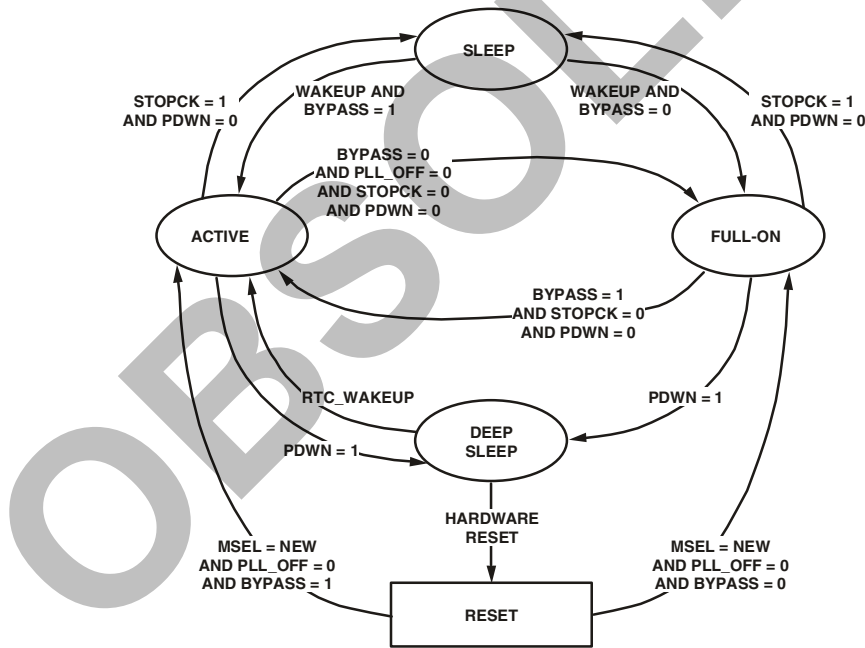 SLEEP
STOPCK = 1
AND PDWN = 0
WAKEUP AND
BYPASS = 1
WAKEUP AND
BYPASS = 0
STOPCK = 1
AND PDWN = 0
BYPASS = 0
AND PLL_OFF = 0
AND STOPCK = 0
AND PDWN = 0
ACTIVE
FULL-ON
BYPASS = 1
AND STOPCK = 0
AND PDWN = 0
RTC_WAKEUP
PDWN = 1
PDWN = 1
DEEP
SLEEP
HARDWARE
RESET
MSEL = NEW
AND PLL_OFF = 0
AND BYPASS = 1
MSEL = NEW
AND PLL_OFF = 0
AND BYPASS = 0
RESET
OBSOL